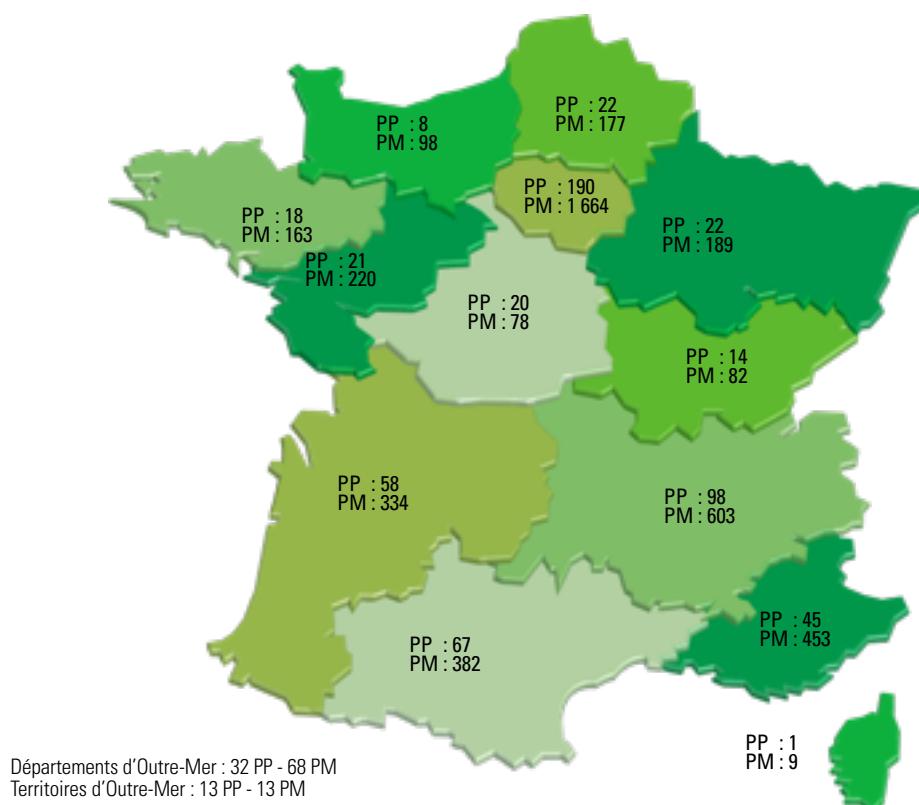 PP : 22
PM : 177
PP : 8
PM : 98
PP : 190
PM : 1 664
PP : 18
PM : 163
PP : 22
PM : 189
PP : 21
PM : 220
PP : 20
PM : 78
PP : 14
PM : 82
PP : 58
PM : 334
PP : 98
PM : 603
PP : 45
PM : 453
PP : 67
PM : 382
PP : 1
PM : 9
Départements d'Outre-Mer : 32 PP - 68 PM
Territoires d'Outre-Mer : 13 PP - 13 PM